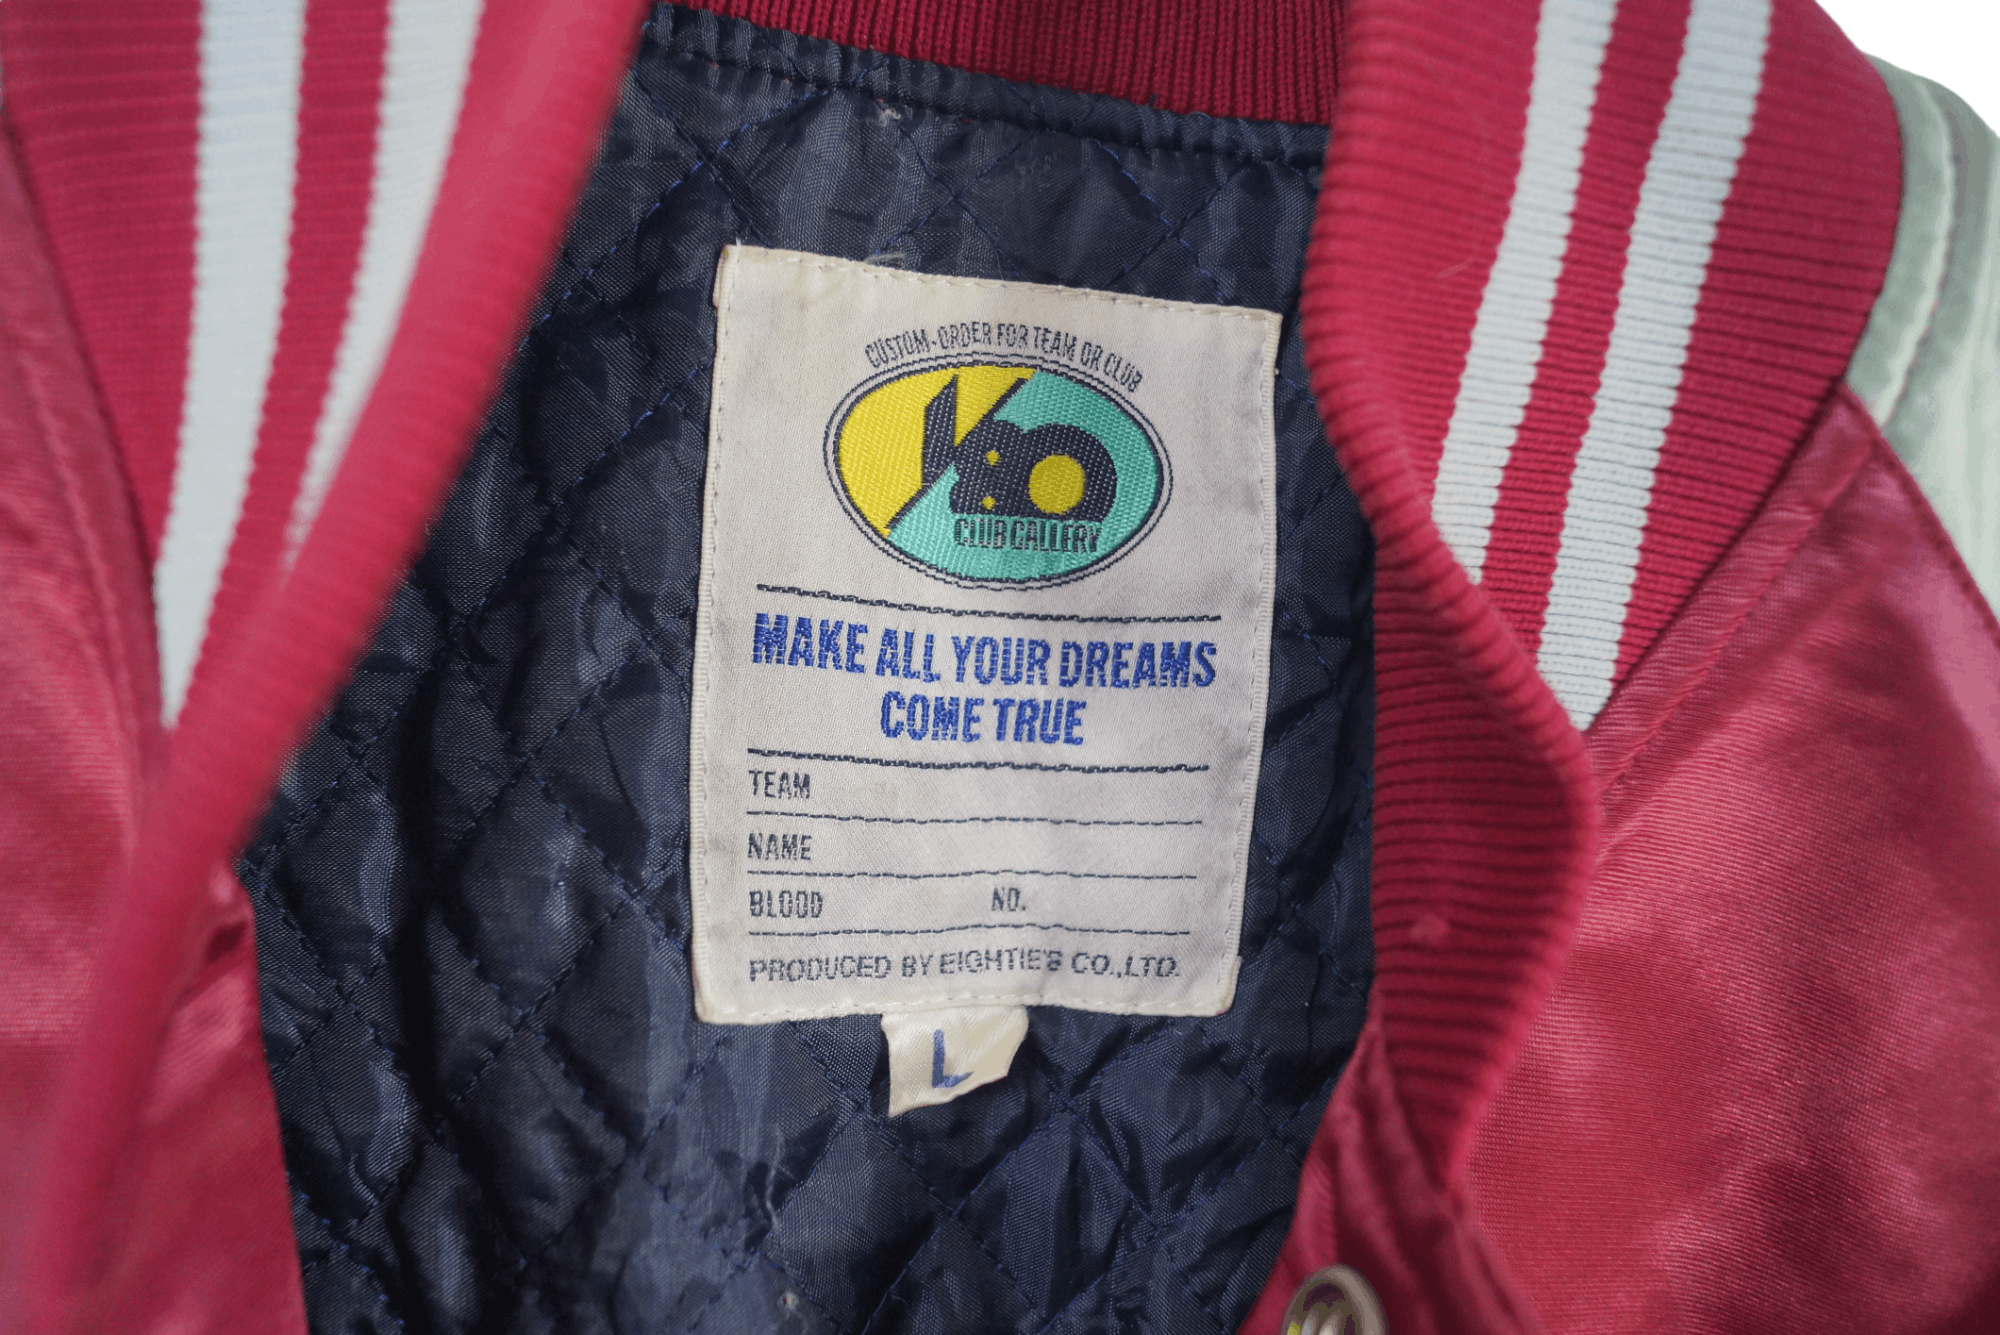 CUSTOM-ORDER FOR TEAM OR CLUB
CLUB GALLERY
MAKE ALL YOUR DREAMS
COME TRUE
TEAM
NAME
BLOOD NO.
PRODUCED BY EIGHTIE'S CO.,LTD.
L